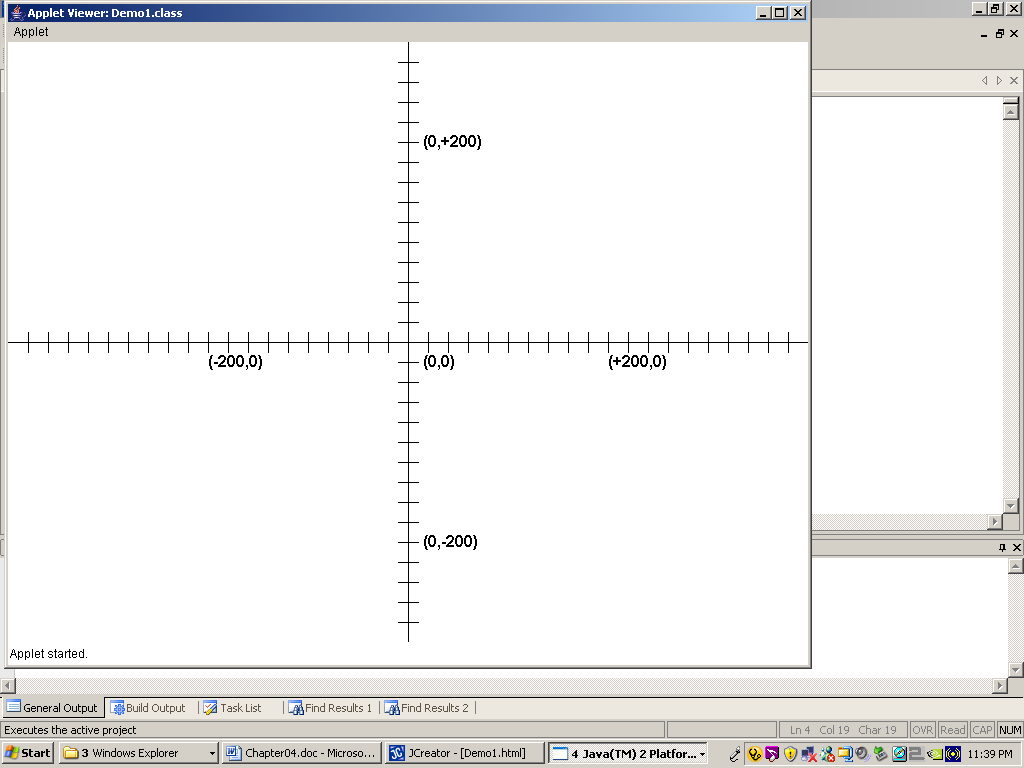 Applet Viewer: Demo1.class
Applet
(0,+200)
(-200,0) (0,0) (+200,0)
(0,-200)
Applet started.
General Output Build Output Task List Find Results 1 Find Results 2
Executes the active project Ln 4 Col 19 Char 19 OVR Read CAP NUM
Start 3 Windows Explorer Chapter04.doc - Microso... JCreator - [Demo1.html] 4 Java(TM) 2 Platfor... 11:39 PM